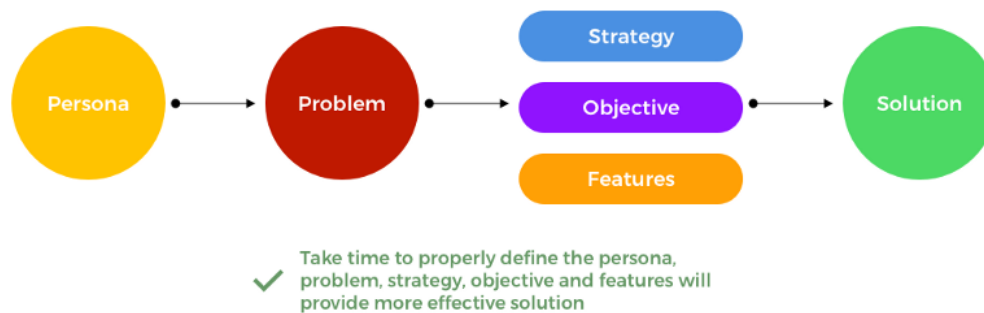 Persona
Problem
Strategy
Objective
Features
Solution
Take time to properly define the persona,
problem, strategy, objective and features will
provide more effective solution